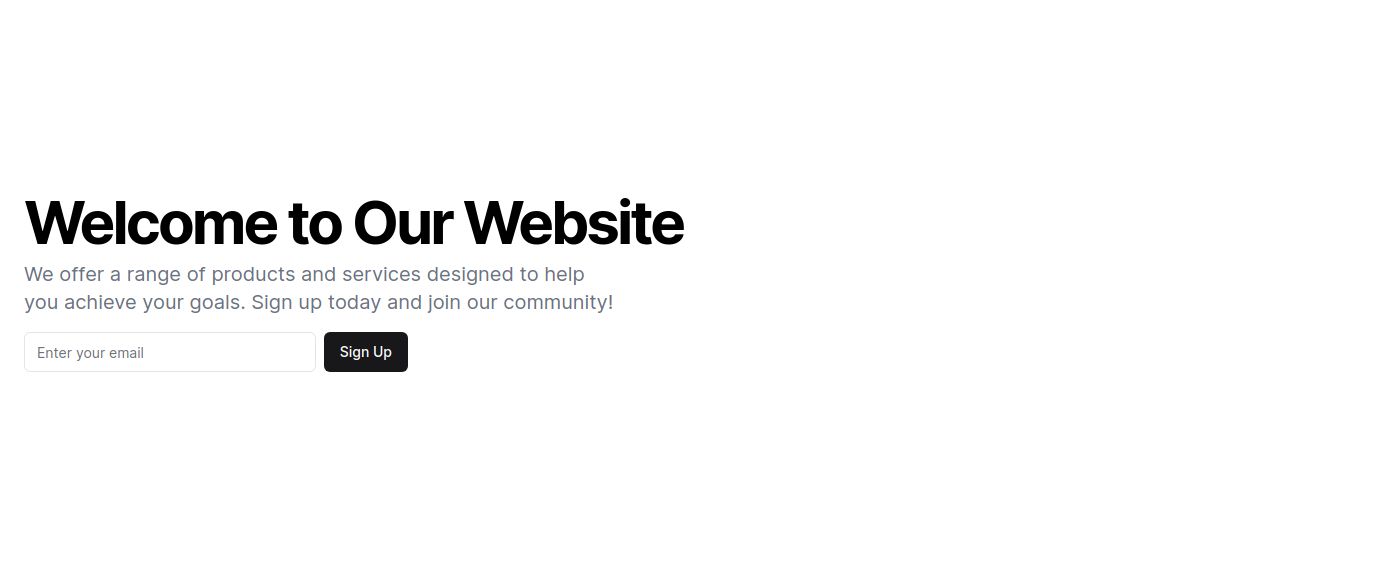 Welcome to Our Website
We offer a range of products and services designed to help
you achieve your goals. Sign up today and join our community!
Enter your email
Sign Up